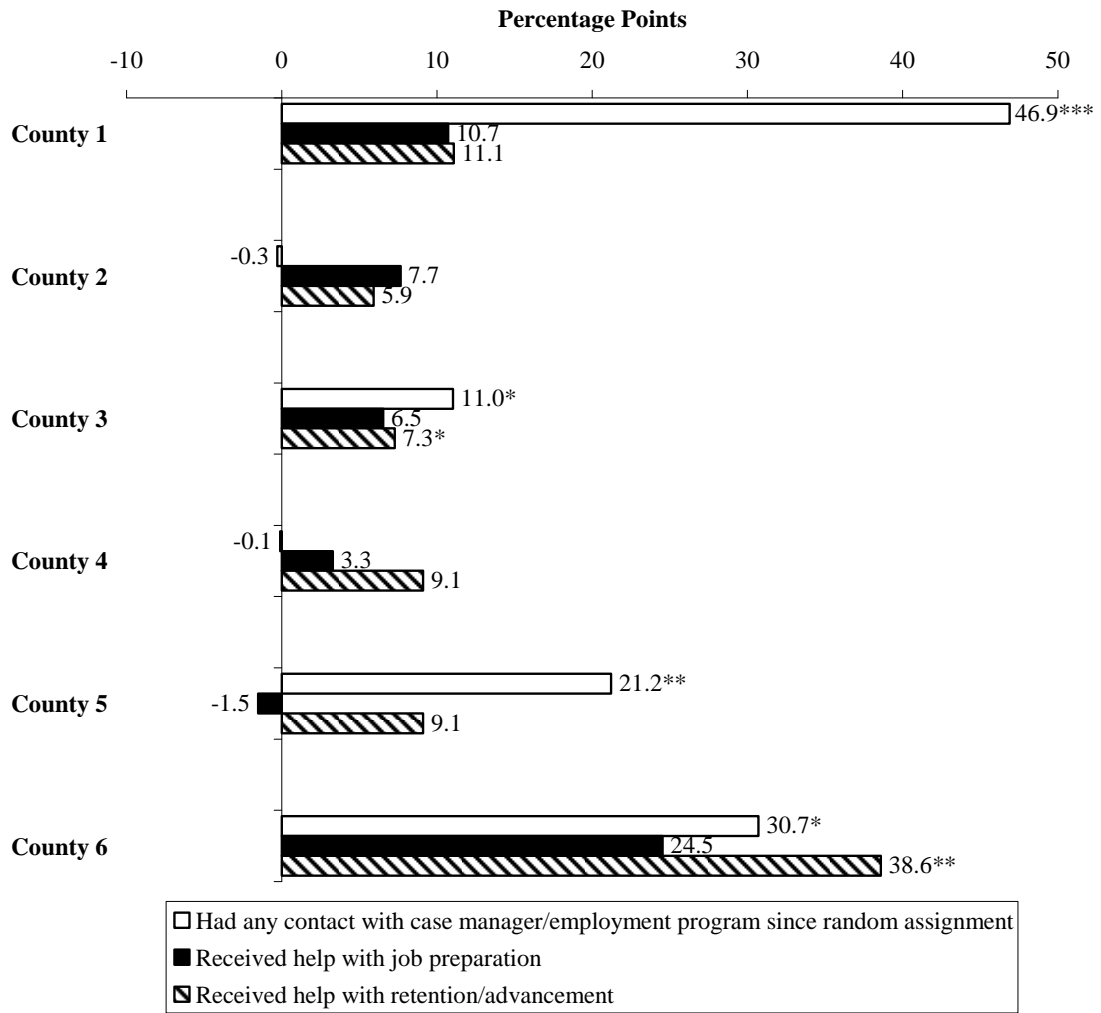 Percentage Points
-10 0 10 20 30 40 50
County 1
46.9***
10.7
11.1
County 2
-0.3
7.7
5.9
County 3
11.0*
6.5
7.3*
County 4
-0.1
3.3
9.1
County 5
21.2**
-1.5
9.1
County 6
30.7*
24.5
38.6**
Had any contact with case manager/employment program since random assignment
Received help with job preparation
Received help with retention/advancement